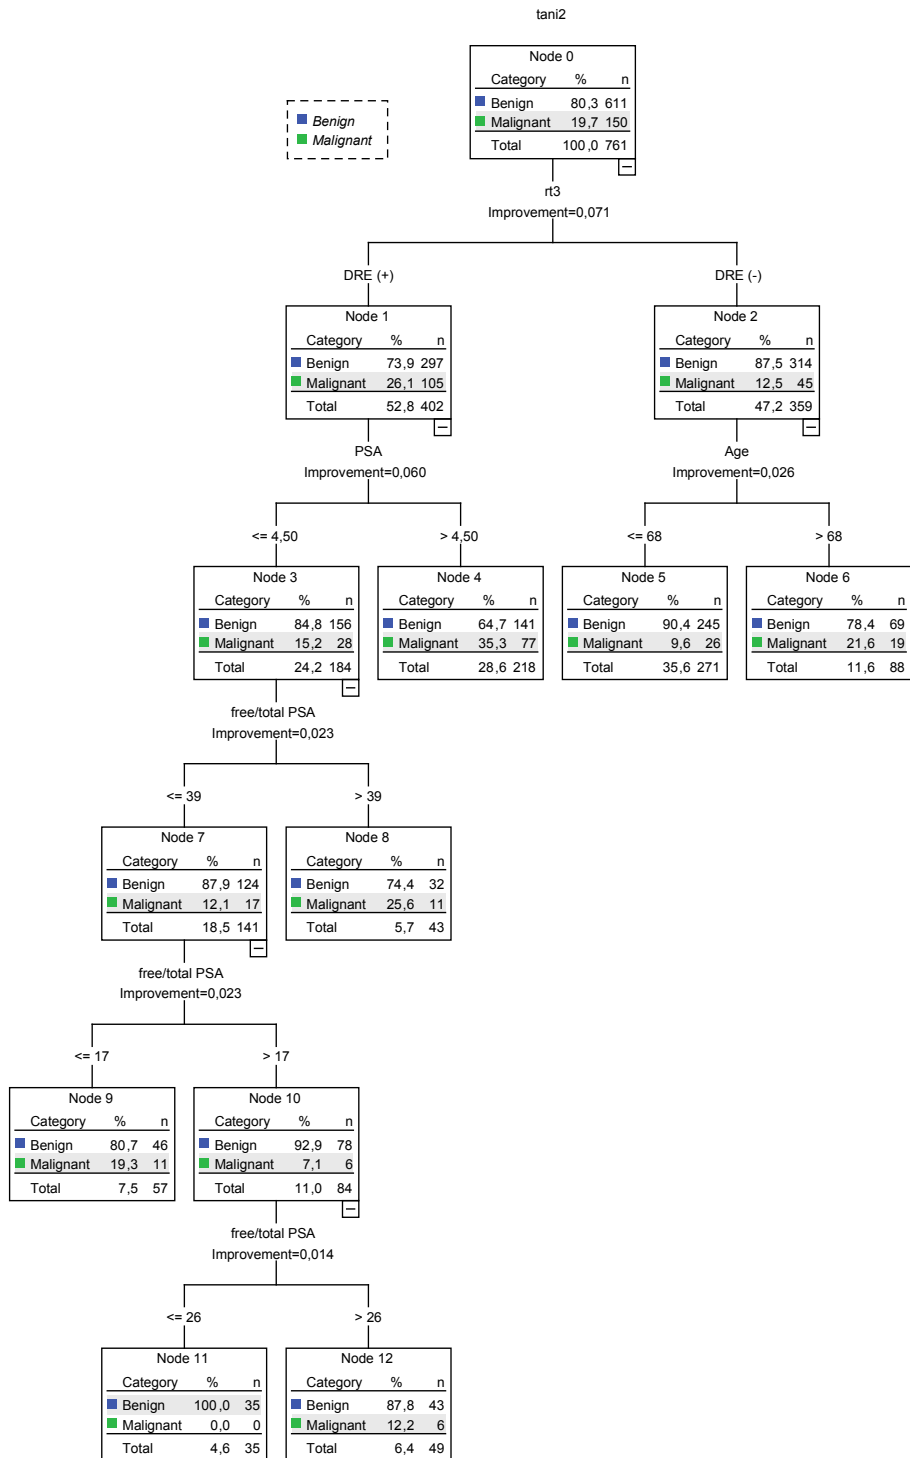 tani2
Benign
Malignant
Node 0
Category % n
Benign 80,3 611
Malignant 19,7 150
Total 100,0 761
rt3
Improvement=0,071
DRE (+)
DRE (-)
Node 1
Category % n
Benign 73,9 297
Malignant 26,1 105
Total 52,8 402
Node 2
Category % n
Benign 87,5 314
Malignant 12,5 45
Total 47,2 359
PSA
Improvement=0,060
Age
Improvement=0,026
<= 4,50
> 4,50
<= 68
> 68
Node 3
Category % n
Benign 84,8 156
Malignant 15,2 28
Total 24,2 184
Node 4
Category % n
Benign 64,7 141
Malignant 35,3 77
Total 28,6 218
Node 5
Category % n
Benign 90,4 245
Malignant 9,6 26
Total 35,6 271
Node 6
Category % n
Benign 78,4 69
Malignant 21,6 19
Total 11,6 88
free/total PSA
Improvement=0,023
<= 39
> 39
Node 7
Category % n
Benign 87,9 124
Malignant 12,1 17
Total 18,5 141
Node 8
Category % n
Benign 74,4 32
Malignant 25,6 11
Total 5,7 43
free/total PSA
Improvement=0,023
<= 17
> 17
Node 9
Category % n
Benign 80,7 46
Malignant 19,3 11
Total 7,5 57
Node 10
Category % n
Benign 92,9 78
Malignant 7,1 6
Total 11,0 84
free/total PSA
Improvement=0,014
<= 26
> 26
Node 11
Category % n
Benign 100,0 35
Malignant 0,0 0
Total 4,6 35
Node 12
Category % n
Benign 87,8 43
Malignant 12,2 6
Total 6,4 49